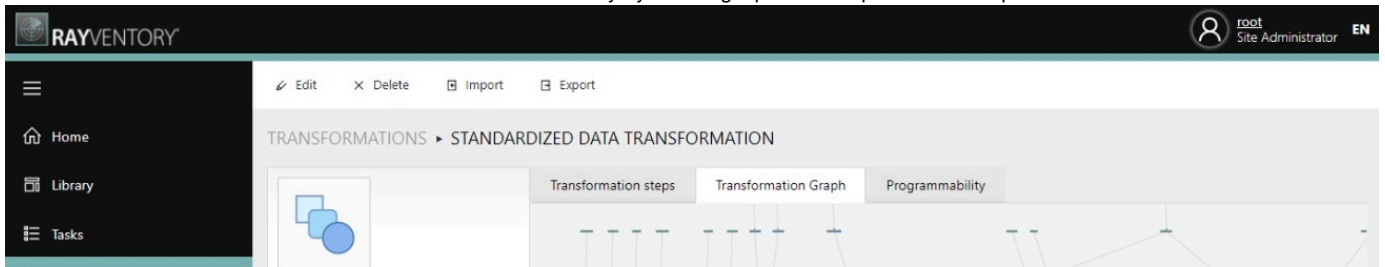 RAYVENTORY
root
Site Administrator
EN
Edit Delete Import Export
Home
TRANSFORMATIONS ▸ STANDARDIZED DATA TRANSFORMATION
Library
Transformation steps Transformation Graph Programmability
Tasks